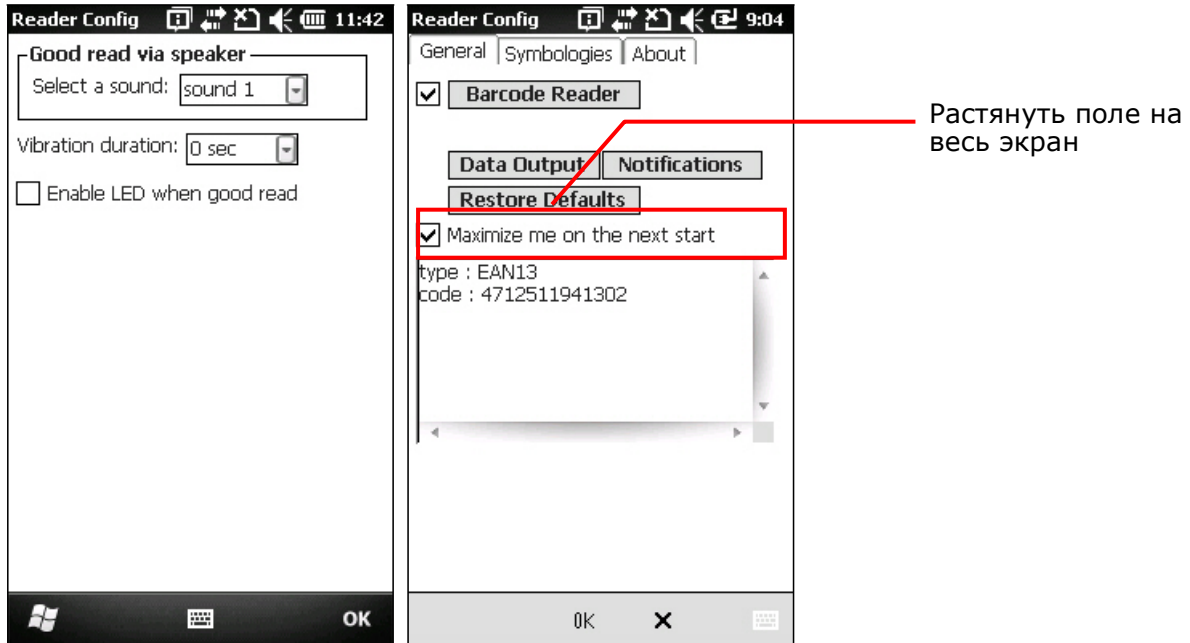 Reader Config 11:42
Good read via speaker
Select a sound: sound 1
Vibration duration: 0 sec
Enable LED when good read
OK
Reader Config 9:04
General Symbologies About
Barcode Reader
Data Output Notifications
Restore Defaults
Maximize me on the next start
type : EAN13
code : 4712511941302
OK
Растянуть поле на
весь экран